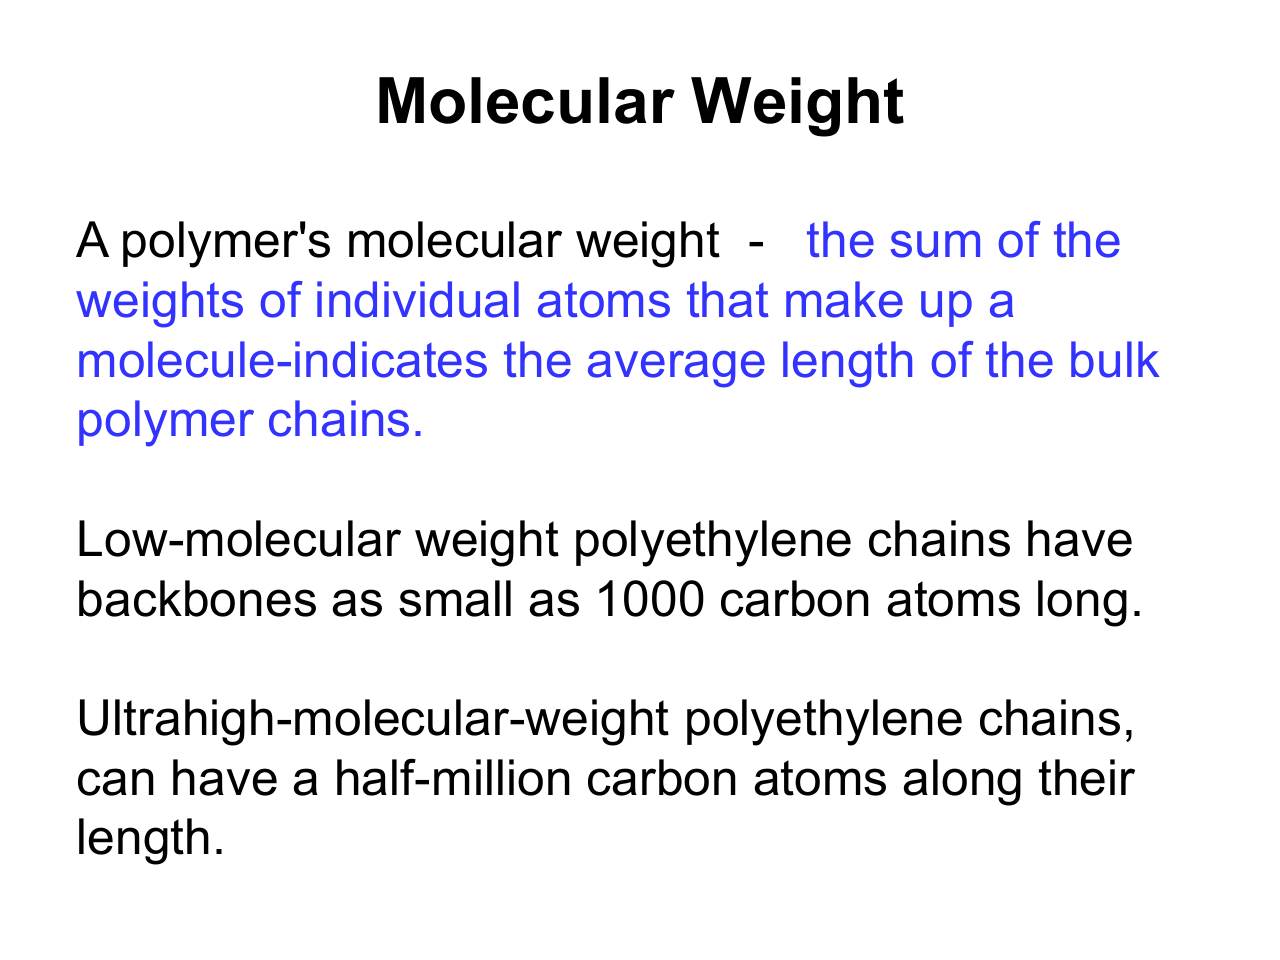 Molecular Weight
A polymer's molecular weight  -   the sum of the
weights of individual atoms that make up a
molecule-indicates the average length of the bulk
polymer chains.
Low-molecular weight polyethylene chains have
backbones as small as 1000 carbon atoms long.
Ultrahigh-molecular-weight polyethylene chains,
can have a half-million carbon atoms along their
length.